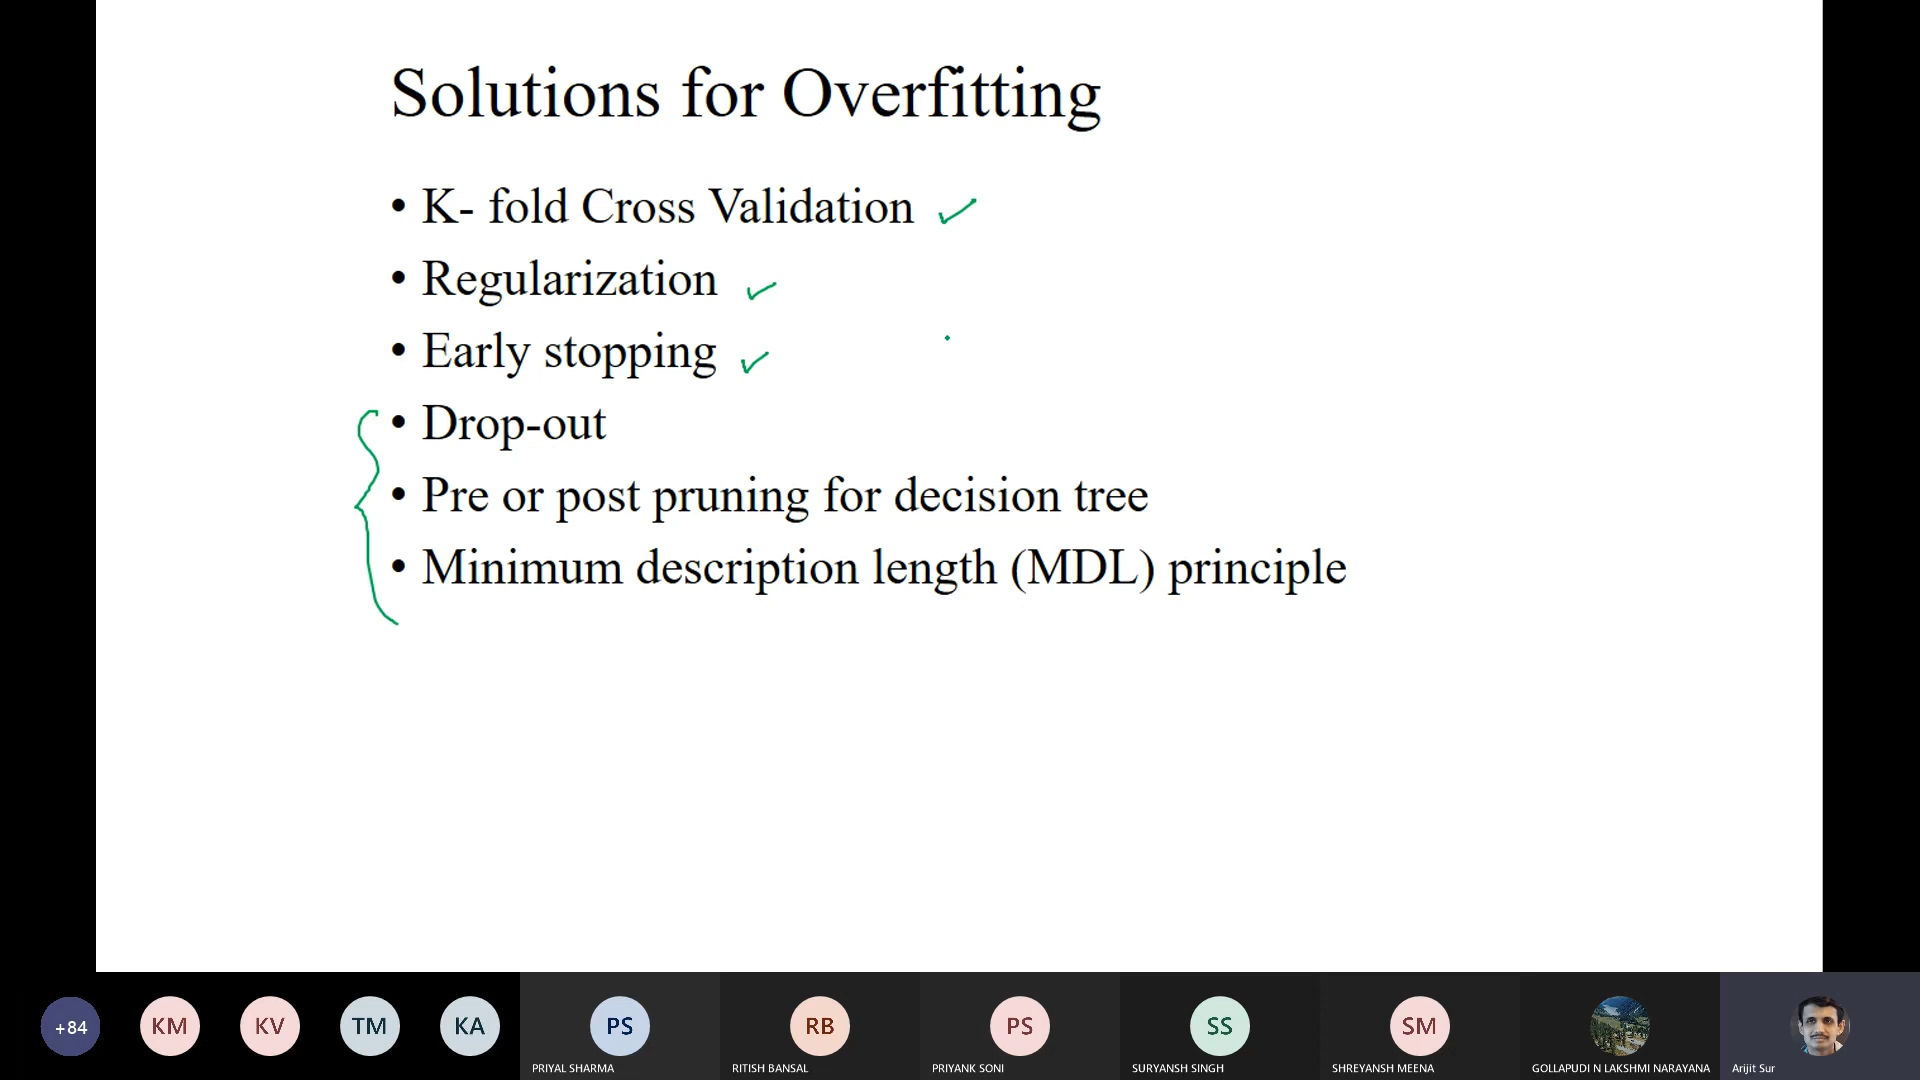 Solutions for Overfitting
• K- fold Cross Validation
• Regularization
• Early stopping
• Drop-out
• Pre or post pruning for decision tree
• Minimum description length (MDL) principle
+84
KM
KV
TM
KA
PS
RB
PS
SS
SM
PRIYAL SHARMA
RITISH BANSAL
PRIYANK SONI
SURYANSH SINGH
SHREYANSH MEENA
GOLLAPUDI N LAKSHMI NARAYANA
Arijit Sur